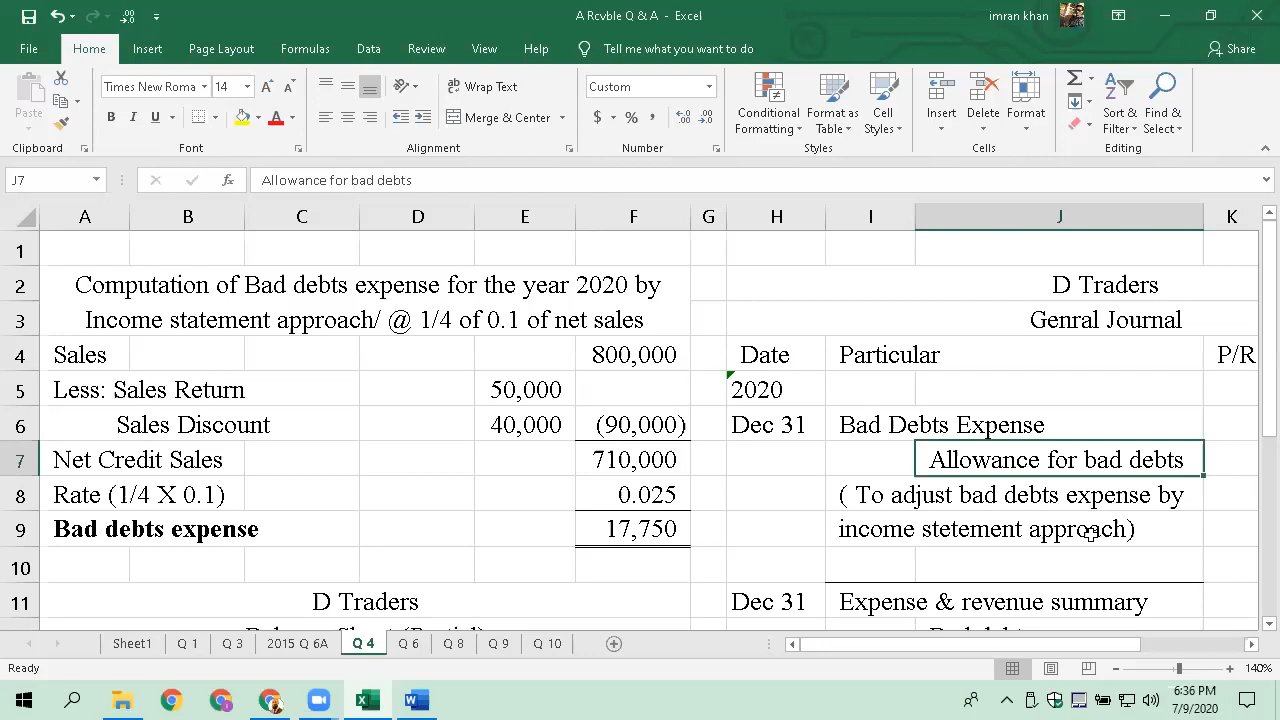 A Rcvble Q & A - Excel
imran khan
File Home Insert Page Layout Formulas Data Review View Help Tell me what you want to do Share
Paste
Clipboard
Times New Roma 14
B I U
Font
Wrap Text
Merge & Center
Alignment
Custom
$ % ,
Number
Conditional Formatting
Format as Table
Cell Styles
Styles
Insert Delete Format
Cells
Sort & Filter
Find & Select
Editing
J7 fx Allowance for bad debts
A B C D E F G H I J K
1
2 Computation of Bad debts expense for the year 2020 by D Traders
3 Income statement approach/ @ 1/4 of 0.1 of net sales Genral Journal
4 Sales 800,000 Date Particular P/R
5 Less: Sales Return 50,000 2020
6 Sales Discount 40,000 (90,000) Dec 31 Bad Debts Expense
7 Net Credit Sales 710,000 Allowance for bad debts
8 Rate (1/4 X 0.1) 0.025 ( To adjust bad debts expense by
9 Bad debts expense 17,750 income stetement approach)
10
11 D Traders Dec 31 Expense & revenue summary
Sheet1 Q 1 Q 3 2015 Q 6A Q 4 Q 6 Q 8 Q 9 Q 10
Ready 140%
6:36 PM
7/9/2020